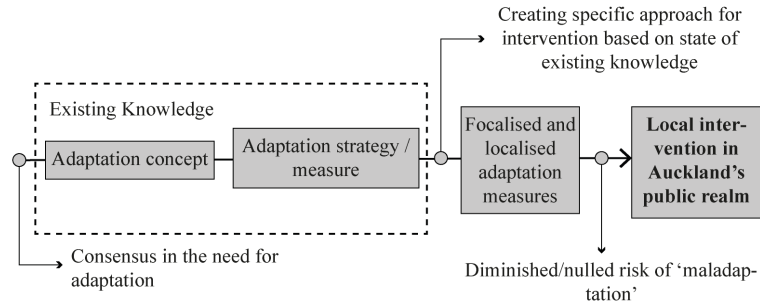 Creating specific approach for
intervention based on state of
existing knowledge
Existing Knowledge
Adaptation concept
Adaptation strategy /
measure
Focalised and
localised
adaptation
measures
Local inter-
vention in
Auckland's
public realm
Consensus in the need for
adaptation
Diminished/nulled risk of 'maladap-
tation'